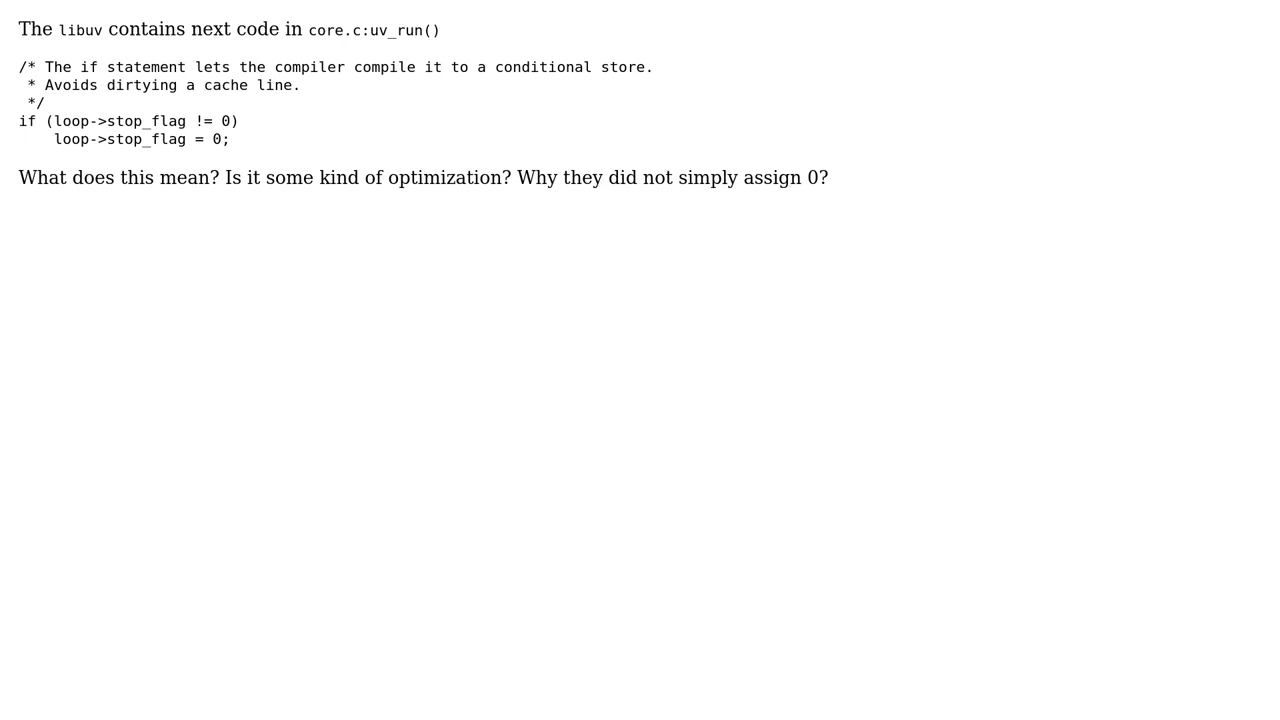 The libuv contains next code in core.c:uv_run()
/* The if statement lets the compiler compile it to a conditional store.
 * Avoids dirtying a cache line.
 */
if (loop->stop_flag != 0)
    loop->stop_flag = 0;
What does this mean? Is it some kind of optimization? Why they did not simply assign 0?